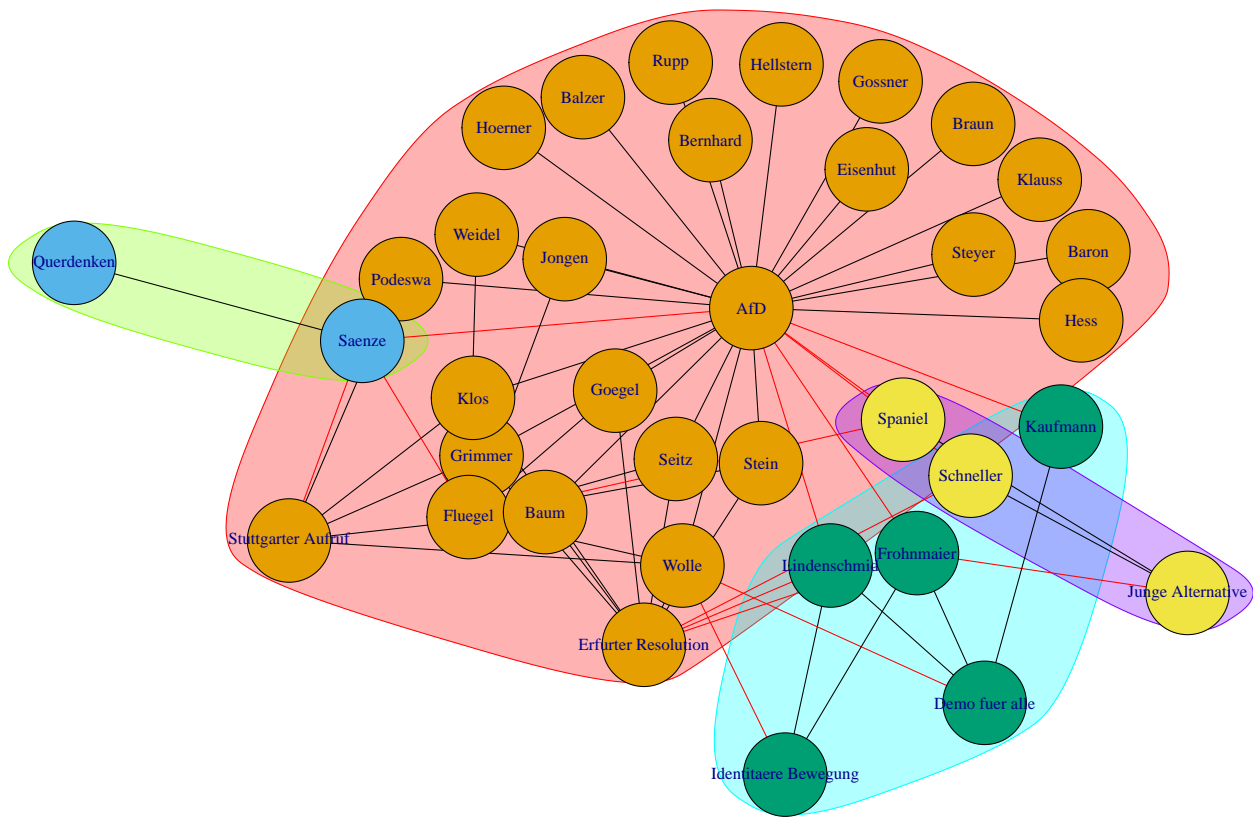 Rupp
Hellstern
Gossner
Balzer
Hoerner
Bernhard
Braun
Eisenhut
Klauss
Weidel
Jongen
Steyer
Baron
Querdenken
Podeswa
AfD
Hess
Saenze
Klos
Goegel
Spaniel
Kaufmann
Grimmer
Seitz
Stein
Schneller
Fluegel
Baum
Stuttgarter Aufruf
Wolle
Lindenschmid
Frohnmaier
Junge Alternative
Erfurter Resolution
Demo fuer alle
Identitaere Bewegung